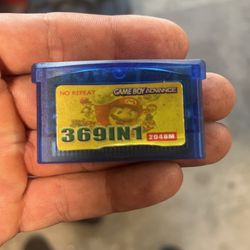 NO REPEAT GAME BOY ADVANCE
369IN1
2048M